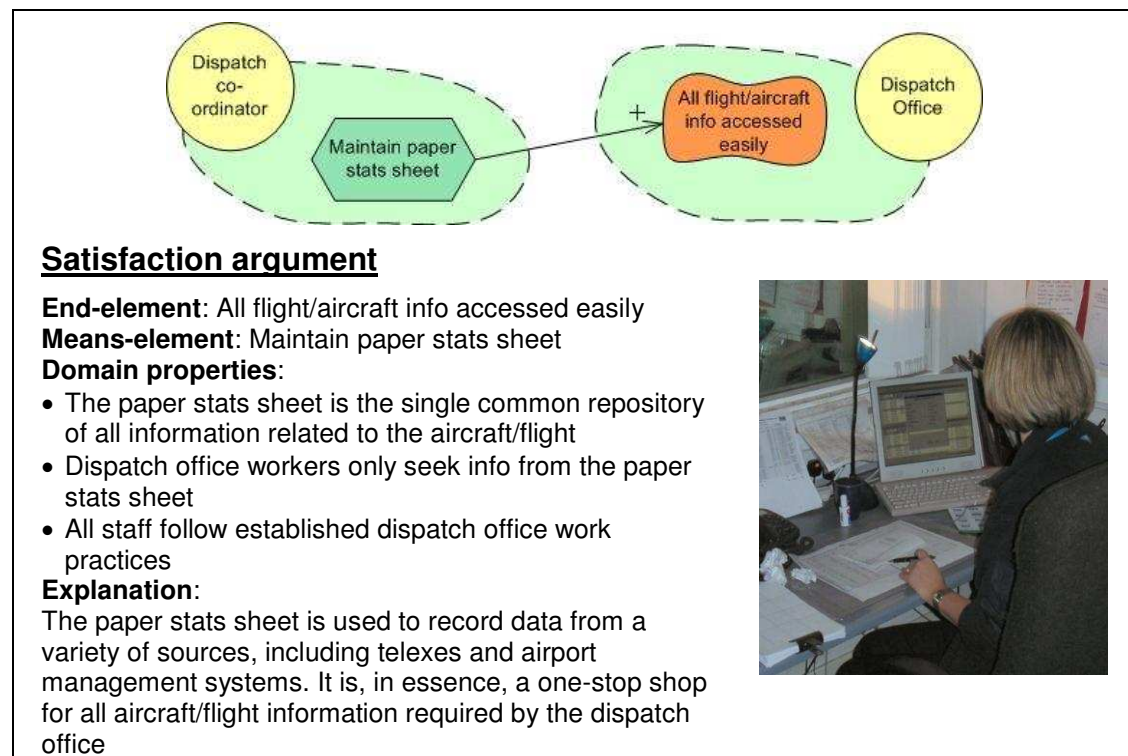 Dispatch
co-
ordinator
Maintain paper
stats sheet
+
All flight/aircraft
info accessed
easily
Dispatch
Office
Satisfaction argument
End-element: All flight/aircraft info accessed easily
Means-element: Maintain paper stats sheet
Domain properties:
• The paper stats sheet is the single common repository
of all information related to the aircraft/flight
• Dispatch office workers only seek info from the paper
stats sheet
• All staff follow established dispatch office work
practices
Explanation:
The paper stats sheet is used to record data from a
variety of sources, including telexes and airport
management systems. It is, in essence, a one-stop shop
for all aircraft/flight information required by the dispatch
office